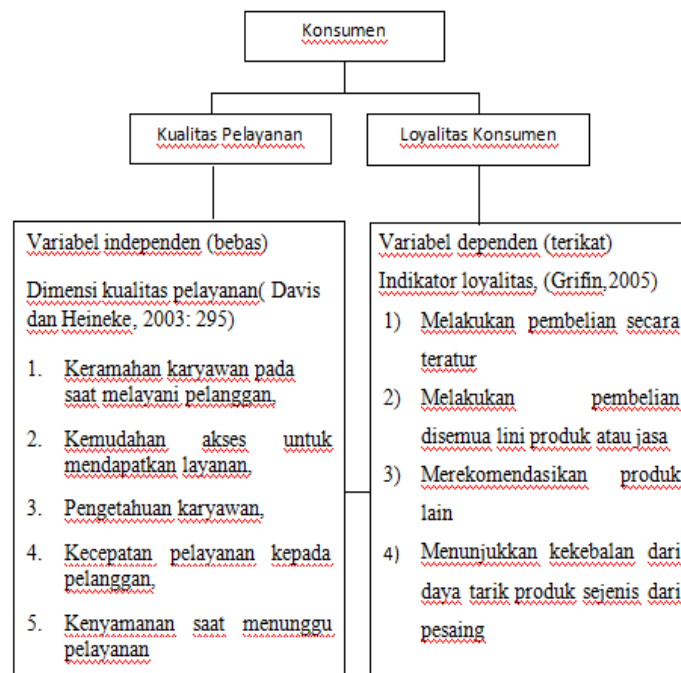 Konsumen
Kualitas Pelayanan
Loyalitas Konsumen
Variabel independen (bebas)
Dimensi kualitas pelayanan( Davis
dan Heineke, 2003: 295)
1. Keramahan karyawan pada
saat melayani pelanggan,
2. Kemudahan akses untuk
mendapatkan layanan,
3. Pengetahuan karyawan,
4. Kecepatan pelayanan kepada
pelanggan,
5. Kenyamanan saat menunggu
pelayanan
Variabel dependen (terikat)
Indikator loyalitas, (Grifin,2005)
1) Melakukan pembelian secara
teratur
2) Melakukan pembelian
disemua lini produk atau jasa
3) Merekomendasikan produk
lain
4) Menunjukkan kekebalan dari
daya tarik produk sejenis dari
pesaing